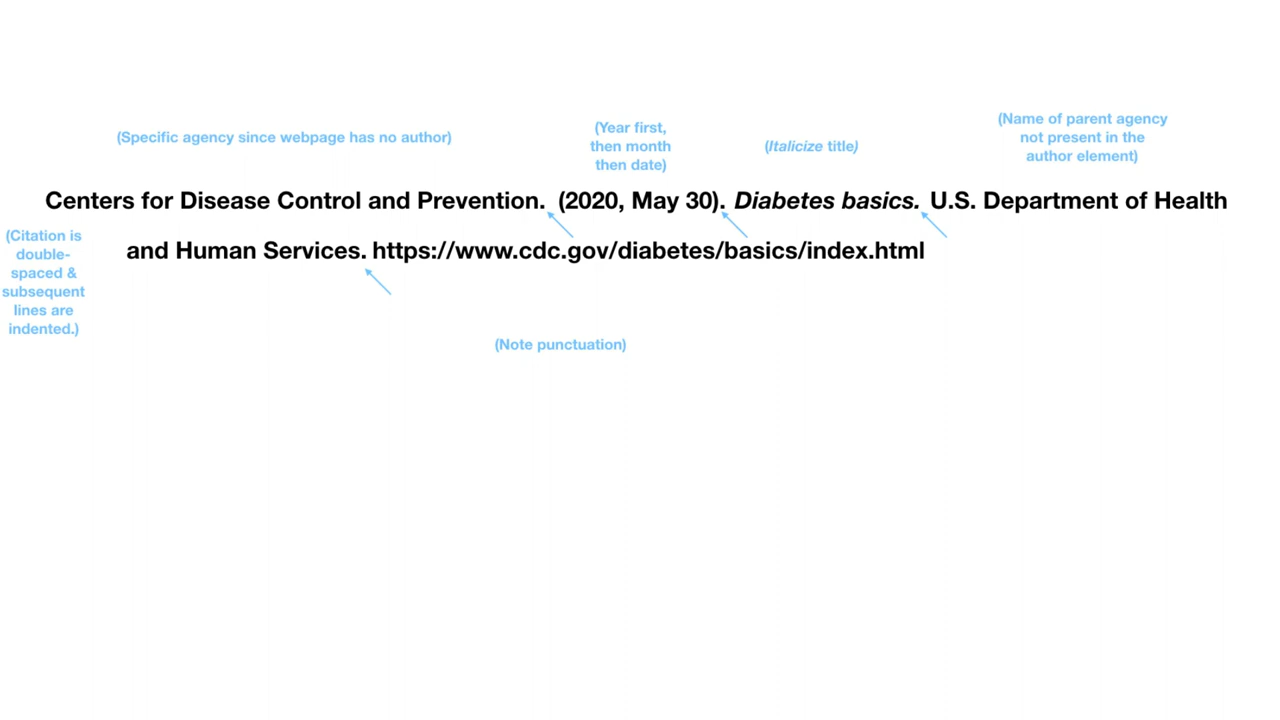 (Specific agency since webpage has no author)
(Year first,
then month
then date)
(Italicize title)
(Name of parent agency
not present in the
author element)
Centers for Disease Control and Prevention. (2020, May 30). Diabetes basics. U.S. Department of Health
and Human Services. https://www.cdc.gov/diabetes/basics/index.html
(Citation is
double-
spaced &
subsequent
lines are
indented.)
(Note punctuation)